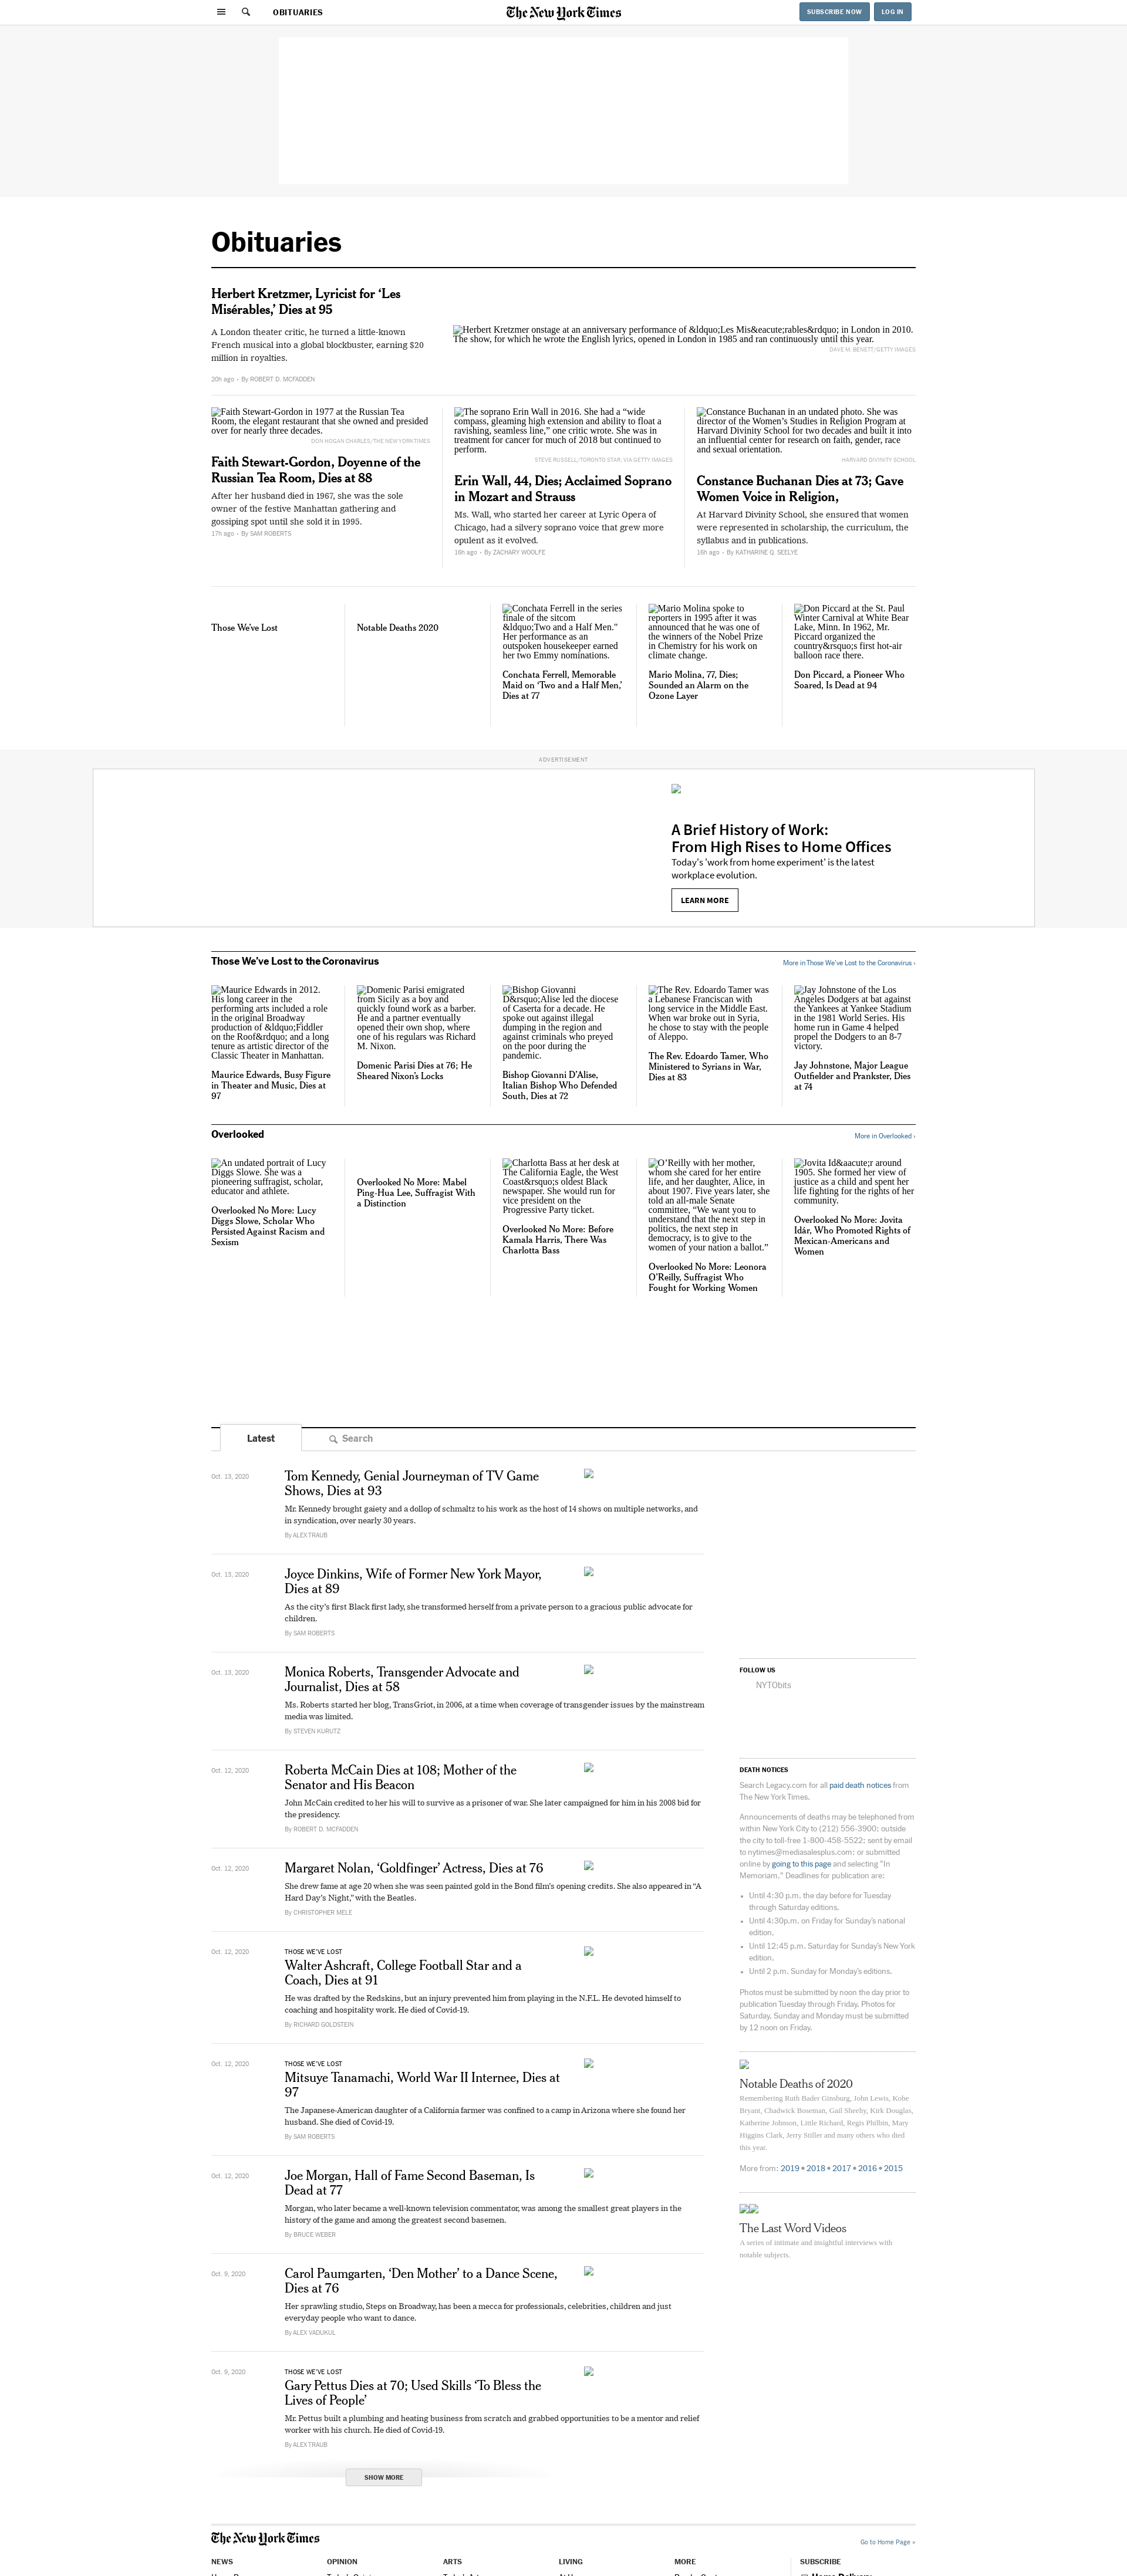 OBITUARIES
The New York Times
SUBSCRIBE NOW
LOG IN
Obituaries
Herbert Kretzmer, Lyricist for ‘Les
Misérables,’ Dies at 95
A London theater critic, he turned a little-known
French musical into a global blockbuster, earning $20
million in royalties.
20h ago · By ROBERT D. MCFADDEN
Herbert Kretzmer onstage at an anniversary performance of &ldquo;Les Mis&eacute;rables&rdquo; in London in 2010.
The show, for which he wrote the English lyrics, opened in London in 1985 and ran continuously until this year.
DAVE M. BENETT/GETTY IMAGES
Faith Stewart-Gordon in 1977 at the Russian Tea
Room, the elegant restaurant that she owned and presided
over for nearly three decades.
DON HOGAN CHARLES/THE NEW YORK TIMES
Faith Stewart-Gordon, Doyenne of the
Russian Tea Room, Dies at 88
After her husband died in 1967, she was the sole
owner of the festive Manhattan gathering and
gossiping spot until she sold it in 1995.
17h ago · By SAM ROBERTS
The soprano Erin Wall in 2016. She had a “wide
compass, gleaming high extension and ability to float a
ravishing, seamless line,” one critic wrote. She was in
treatment for cancer for much of 2018 but continued to
perform.
STEVE RUSSELL/TORONTO STAR, VIA GETTY IMAGES
Erin Wall, 44, Dies; Acclaimed Soprano
in Mozart and Strauss
Ms. Wall, who started her career at Lyric Opera of
Chicago, had a silvery soprano voice that grew more
opulent as it evolved.
16h ago · By ZACHARY WOOLFE
Constance Buchanan in an undated photo. She was
director of the Women’s Studies in Religion Program at
Harvard Divinity School for two decades and built it into
an influential center for research on faith, gender, race
and sexual orientation.
HARVARD DIVINITY SCHOOL
Constance Buchanan Dies at 73; Gave
Women Voice in Religion,
At Harvard Divinity School, she ensured that women
were represented in scholarship, the curriculum, the
syllabus and in publications.
16h ago · By KATHARINE Q. SEELYE
Those We’ve Lost
Notable Deaths 2020
Conchata Ferrell in the series
finale of the sitcom
&ldquo;Two and a Half Men."
Her performance as an
outspoken housekeeper earned
her two Emmy nominations.
Conchata Ferrell, Memorable
Maid on ‘Two and a Half Men,’
Dies at 77
Mario Molina spoke to
reporters in 1995 after it was
announced that he was one of
the winners of the Nobel Prize
in Chemistry for his work on
climate change.
Mario Molina, 77, Dies;
Sounded an Alarm on the
Ozone Layer
Don Piccard at the St. Paul
Winter Carnival at White Bear
Lake, Minn. In 1962, Mr.
Piccard organized the
country&rsquo;s first hot-air
balloon race there.
Don Piccard, a Pioneer Who
Soared, Is Dead at 94
ADVERTISEMENT
A Brief History of Work:
From High Rises to Home Offices
Today's 'work from home experiment' is the latest
workplace evolution.
LEARN MORE
Those We’ve Lost to the Coronavirus
More in Those We’ve Lost to the Coronavirus ›
Maurice Edwards in 2012.
His long career in the
performing arts included a role
in the original Broadway
production of &ldquo;Fiddler
on the Roof&rdquo; and a long
tenure as artistic director of the
Classic Theater in Manhattan.
Maurice Edwards, Busy Figure
in Theater and Music, Dies at
97
Domenic Parisi emigrated
from Sicily as a boy and
quickly found work as a barber.
He and a partner eventually
opened their own shop, where
one of his regulars was Richard
M. Nixon.
Domenic Parisi Dies at 76; He
Sheared Nixon’s Locks
Bishop Giovanni
D&rsquo;Alise led the diocese
of Caserta for a decade. He
spoke out against illegal
dumping in the region and
against criminals who preyed
on the poor during the
pandemic.
Bishop Giovanni D’Alise,
Italian Bishop Who Defended
South, Dies at 72
The Rev. Edoardo Tamer was
a Lebanese Franciscan with
long service in the Middle East.
When war broke out in Syria,
he chose to stay with the people
of Aleppo.
The Rev. Edoardo Tamer, Who
Ministered to Syrians in War,
Dies at 83
Jay Johnstone of the Los
Angeles Dodgers at bat against
the Yankees at Yankee Stadium
in the 1981 World Series. His
home run in Game 4 helped
propel the Dodgers to an 8-7
victory.
Jay Johnstone, Major League
Outfielder and Prankster, Dies
at 74
Overlooked
More in Overlooked ›
An undated portrait of Lucy
Diggs Slowe. She was a
pioneering suffragist, scholar,
educator and athlete.
Overlooked No More: Lucy
Diggs Slowe, Scholar Who
Persisted Against Racism and
Sexism
Overlooked No More: Mabel
Ping-Hua Lee, Suffragist With
a Distinction
Charlotta Bass at her desk at
The California Eagle, the West
Coast&rsquo;s oldest Black
newspaper. She would run for
vice president on the
Progressive Party ticket.
Overlooked No More: Before
Kamala Harris, There Was
Charlotta Bass
O’Reilly with her mother,
whom she cared for her entire
life, and her daughter, Alice, in
about 1907. Five years later, she
told an all-male Senate
committee, “We want you to
understand that the next step in
politics, the next step in
democracy, is to give to the
women of your nation a ballot.”
Overlooked No More: Leonora
O’Reilly, Suffragist Who
Fought for Working Women
Jovita Id&aacute;r around
1905. She formed her view of
justice as a child and spent her
life fighting for the rights of her
community.
Overlooked No More: Jovita
Idár, Who Promoted Rights of
Mexican-Americans and
Women
Latest
Search
Oct. 13, 2020
Tom Kennedy, Genial Journeyman of TV Game
Shows, Dies at 93
Mr. Kennedy brought gaiety and a dollop of schmaltz to his work as the host of 14 shows on multiple networks, and
in syndication, over nearly 30 years.
By ALEX TRAUB
Oct. 13, 2020
Joyce Dinkins, Wife of Former New York Mayor,
Dies at 89
As the city’s first Black first lady, she transformed herself from a private person to a gracious public advocate for
children.
By SAM ROBERTS
Oct. 13, 2020
Monica Roberts, Transgender Advocate and
Journalist, Dies at 58
Ms. Roberts started her blog, TransGriot, in 2006, at a time when coverage of transgender issues by the mainstream
media was limited.
By STEVEN KURUTZ
Oct. 12, 2020
Roberta McCain Dies at 108; Mother of the
Senator and His Beacon
John McCain credited to her his will to survive as a prisoner of war. She later campaigned for him in his 2008 bid for
the presidency.
By ROBERT D. MCFADDEN
Oct. 12, 2020
Margaret Nolan, ‘Goldfinger’ Actress, Dies at 76
She drew fame at age 20 when she was seen painted gold in the Bond film’s opening credits. She also appeared in “A
Hard Day’s Night,” with the Beatles.
By CHRISTOPHER MELE
Oct. 12, 2020
THOSE WE’VE LOST
Walter Ashcraft, College Football Star and a
Coach, Dies at 91
He was drafted by the Redskins, but an injury prevented him from playing in the N.F.L. He devoted himself to
coaching and hospitality work. He died of Covid-19.
By RICHARD GOLDSTEIN
Oct. 12, 2020
THOSE WE’VE LOST
Mitsuye Tanamachi, World War II Internee, Dies at
97
The Japanese-American daughter of a California farmer was confined to a camp in Arizona where she found her
husband. She died of Covid-19.
By SAM ROBERTS
Oct. 12, 2020
Joe Morgan, Hall of Fame Second Baseman, Is
Dead at 77
Morgan, who later became a well-known television commentator, was among the smallest great players in the
history of the game and among the greatest second basemen.
By BRUCE WEBER
Oct. 9, 2020
Carol Paumgarten, ‘Den Mother’ to a Dance Scene,
Dies at 76
Her sprawling studio, Steps on Broadway, has been a mecca for professionals, celebrities, children and just
everyday people who want to dance.
By ALEX VADUKUL
Oct. 9, 2020
THOSE WE’VE LOST
Gary Pettus Dies at 70; Used Skills ‘To Bless the
Lives of People’
Mr. Pettus built a plumbing and heating business from scratch and grabbed opportunities to be a mentor and relief
worker with his church. He died of Covid-19.
By ALEX TRAUB
SHOW MORE
FOLLOW US
NYTObits
DEATH NOTICES
Search Legacy.com for all paid death notices from
The New York Times.
Announcements of deaths may be telephoned from
within New York City to (212) 556-3900; outside
the city to toll-free 1-800-458-5522; sent by email
to nytimes@mediasalesplus.com; or submitted
online by going to this page and selecting "In
Memoriam." Deadlines for publication are:
• Until 4:30 p.m. the day before for Tuesday
through Saturday editions.
• Until 4:30p.m. on Friday for Sunday’s national
edition,
• Until 12:45 p.m. Saturday for Sunday’s New York
edition,
• Until 2 p.m. Sunday for Monday’s editions.
Photos must be submitted by noon the day prior to
publication Tuesday through Friday. Photos for
Saturday, Sunday and Monday must be submitted
by 12 noon on Friday.
Notable Deaths of 2020
Remembering Ruth Bader Ginsburg, John Lewis, Kobe
Bryant, Chadwick Boseman, Gail Sheehy, Kirk Douglas,
Katherine Johnson, Little Richard, Regis Philbin, Mary
Higgins Clark, Jerry Stiller and many others who died
this year.
More from: 2019 • 2018 • 2017 • 2016 • 2015
The Last Word Videos
A series of intimate and insightful interviews with
notable subjects.
The New York Times
Go to Home Page »
NEWS
OPINION
ARTS
LIVING
MORE
SUBSCRIBE